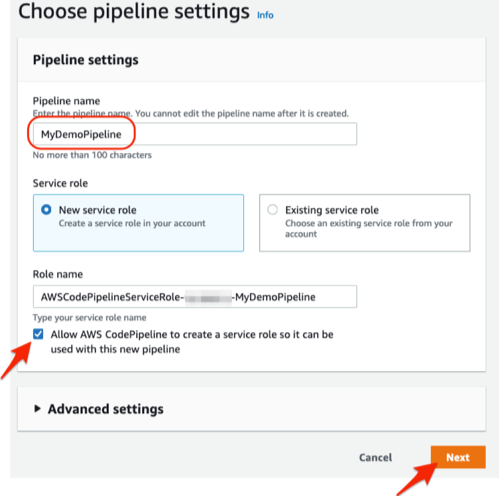 Choose pipeline settings Info
Pipeline settings
Pipeline name
Enter the pipeline name. You cannot edit the pipeline name after it is created.
MyDemoPipeline
No more than 100 characters
Service role
New service role
Create a service role in your account
Existing service role
Choose an existing service role from your
account
Role name
AWSCodePipelineServiceRole- -MyDemoPipeline
Type your service role name
Allow AWS CodePipeline to create a service role so it can be
used with this new pipeline
Advanced settings
Cancel
Next